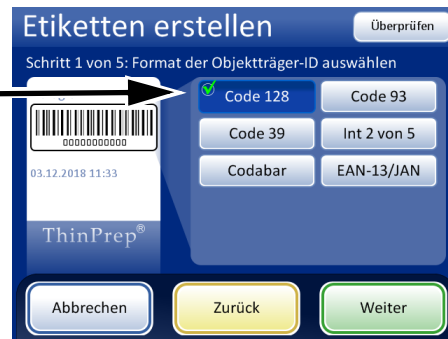 Etiketten erstellen
Überprüfen
Schritt 1 von 5: Format der Objektträger-ID auswählen
Code 128
Code 93
Code 39
Int 2 von 5
Codabar
EAN-13/JAN
00000000000
03.12.2018 11:33
ThinPrep®
Abbrechen
Zurück
Weiter